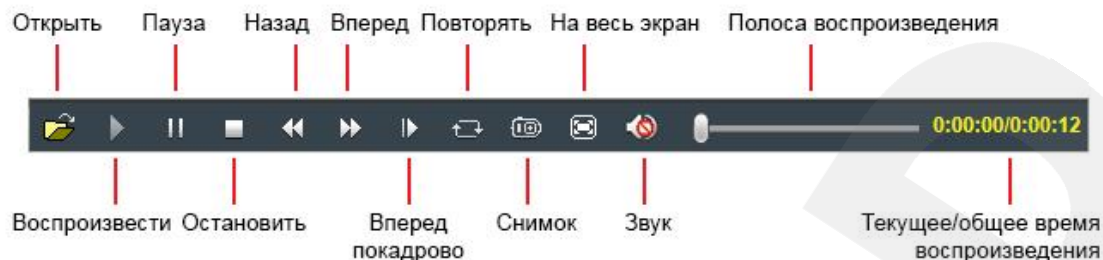 Открыть Пауза Назад Вперед Повторять На весь экран Полоса воспроизведения
0:00:00/0:00:12
Воспроизвести Остановить Вперед покадрово Снимок Звук Текущее/общее время воспроизведения